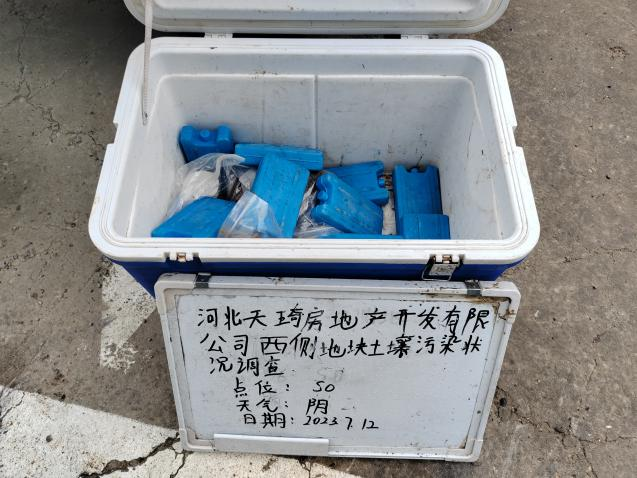 河北天琦房地产开发有限
公司西侧地块土壤污染状
况调查
点位：S0
天气：阴
日期：2023.7.12